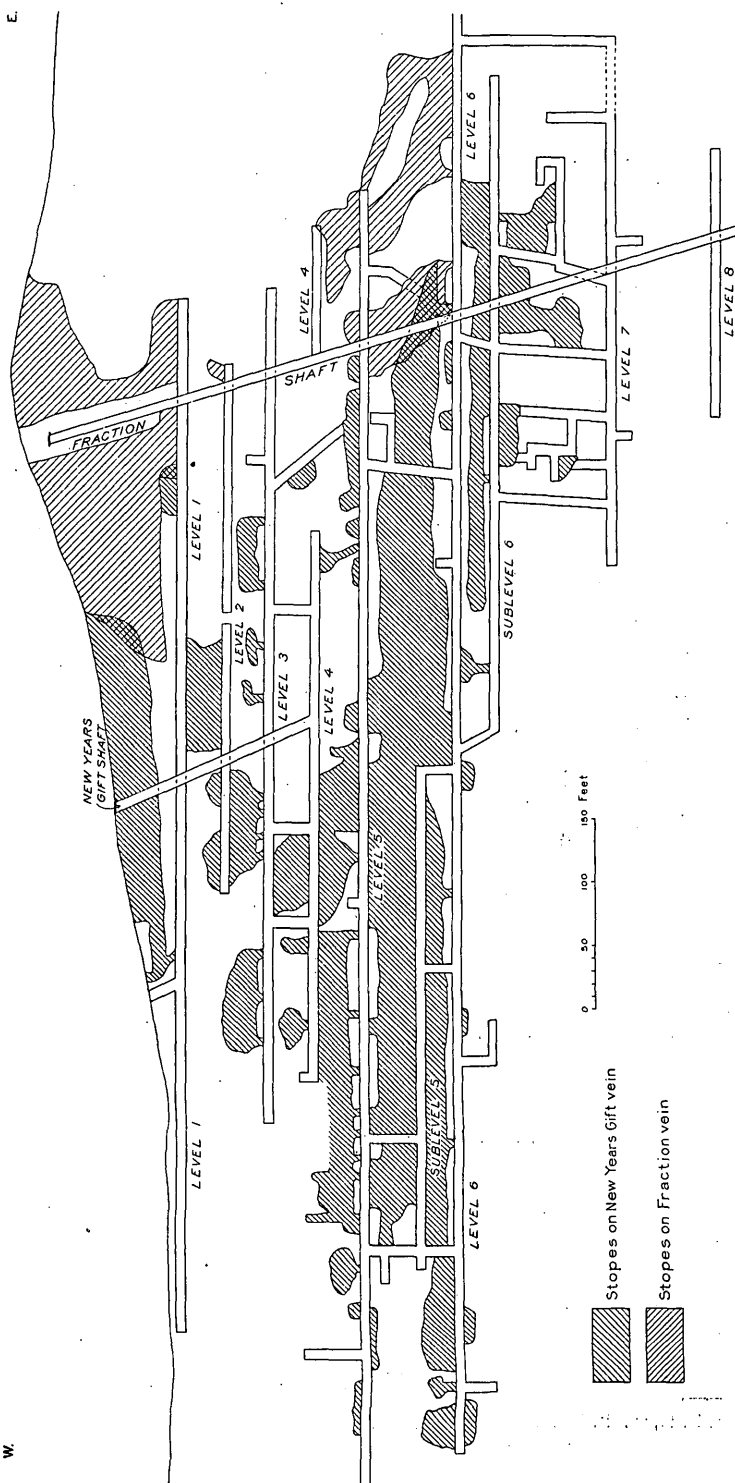 W.
E.
NEW YEARS
GIFT SHAFT
FRACTION
SHAFT
LEVEL 1
LEVEL 1
LEVEL 2
LEVEL 3
LEVEL 4
LEVEL 4
LEVEL 5
SUBLEVEL 5
LEVEL 6
LEVEL 6
SUBLEVEL 6
LEVEL 7
LEVEL 8
0 50 100 150 Feet
Stopes on New Years Gift vein
Stopes on Fraction vein